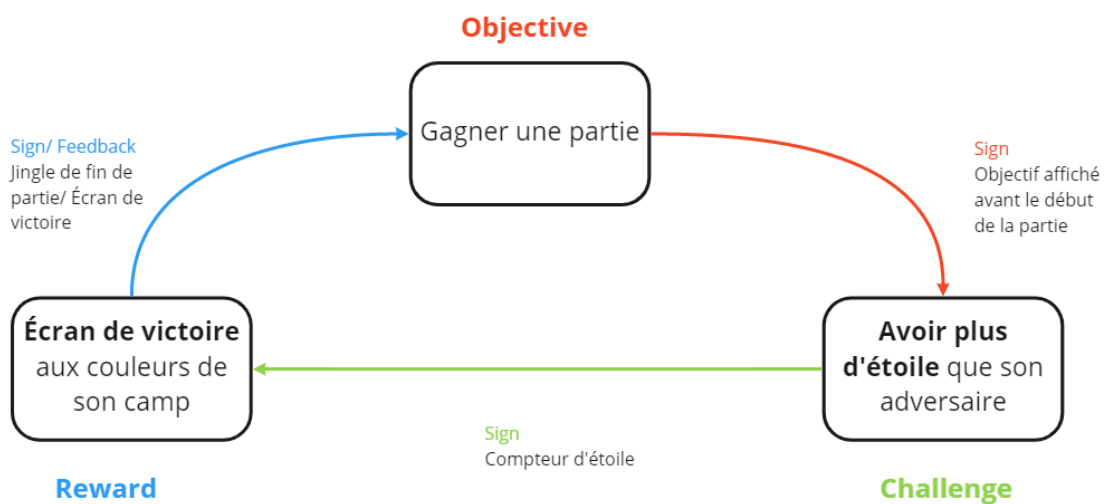 Objective
Gagner une partie
Sign/ Feedback
Jingle de fin de
partie/ Écran de
victoire
Sign
Objectif affiché
avant le début
de la partie
Écran de victoire
aux couleurs de
son camp
Avoir plus
d'étoile que son
adversaire
Sign
Compteur d'étoile
Reward
Challenge